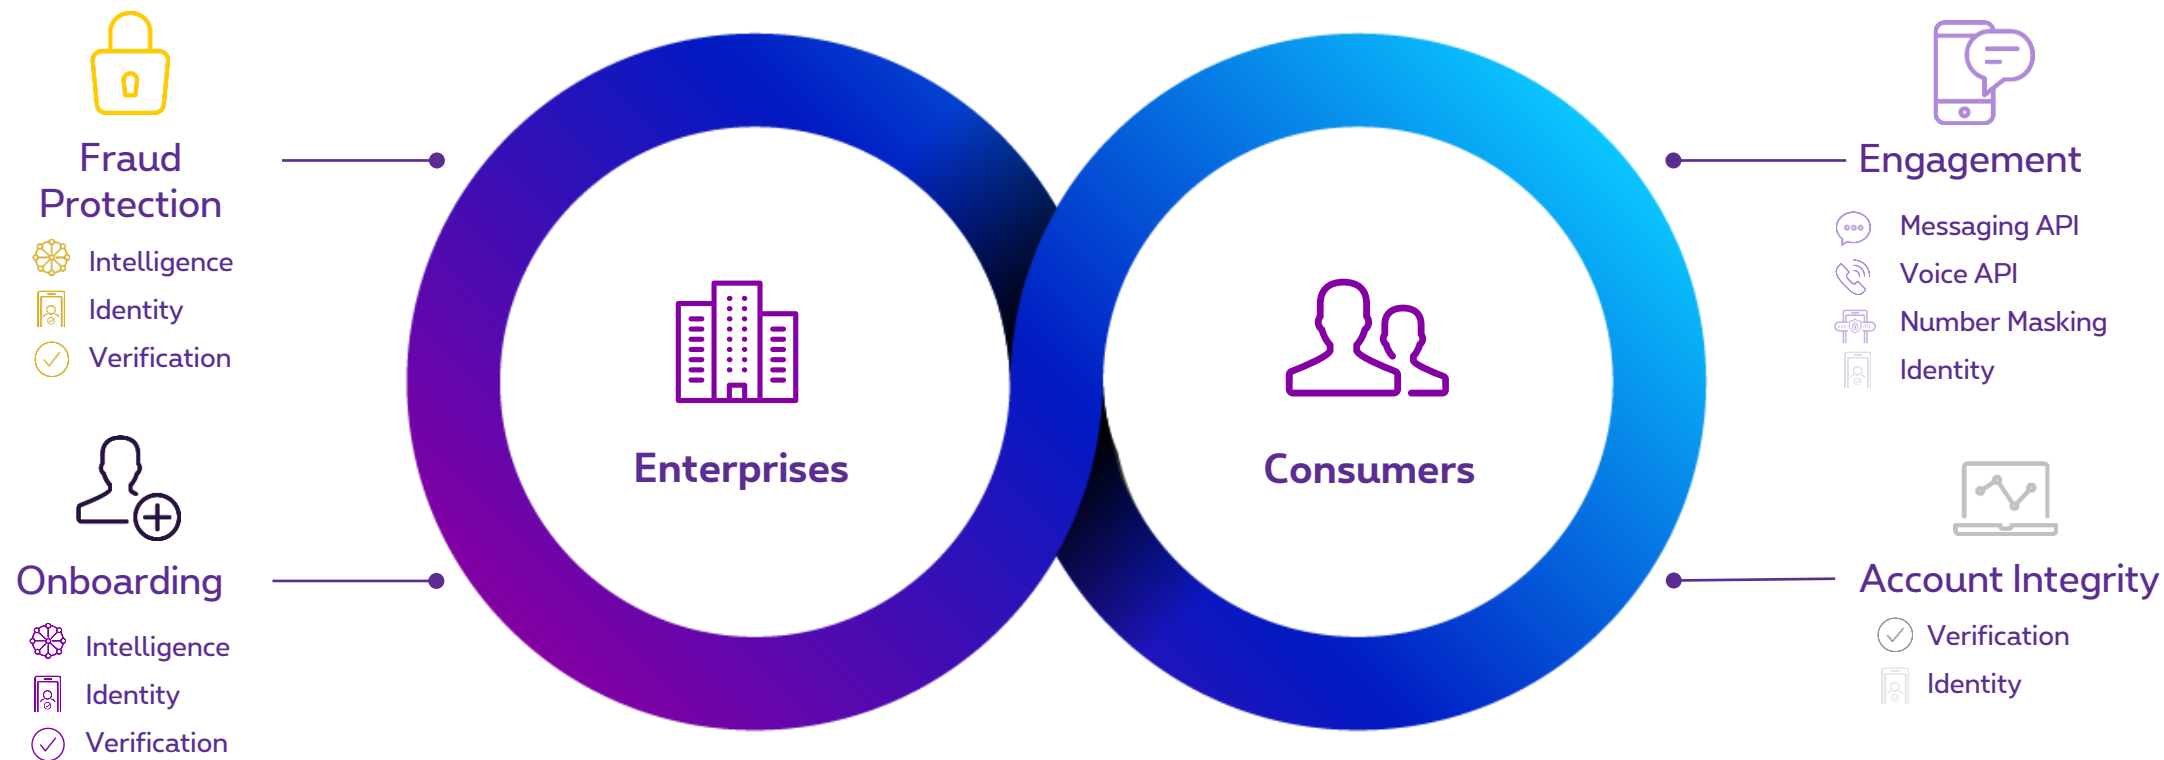 Fraud
Protection
Intelligence
Identity
Verification
Onboarding
Intelligence
Identity
Verification
Enterprises
Consumers
Engagement
Messaging API
Voice API
Number Masking
Identity
Account Integrity
Verification
Identity